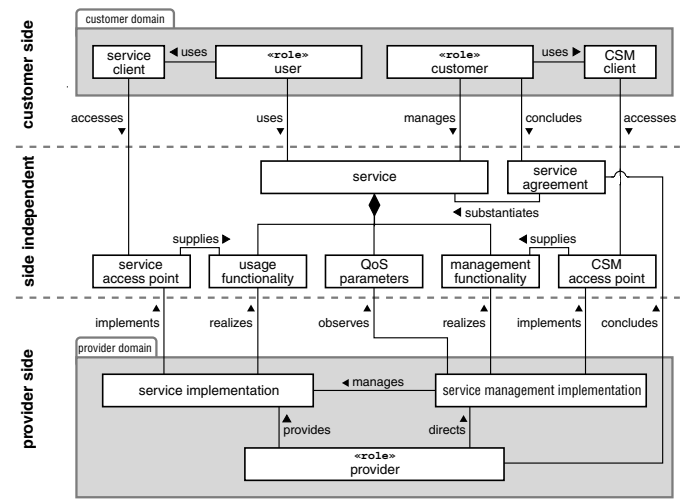 customer domain
customer side
service
client
◀ uses
«role»
user
«role»
customer
uses ▶
CSM
client
accesses
▼
uses
▼
manages
▼
concludes
▼
accesses
▼
side independent
service
service
agreement
◀ substantiates
supplies ▶
◀ supplies
service
access point
usage
functionality
QoS
parameters
management
functionality
CSM
access point
▲
implements
▲
realizes
▲
observes
▲
realizes
▲
implements
▲
concludes
provider side
provider domain
service implementation
◀ manages
service management implementation
▲
provides
▲
directs
«role»
provider